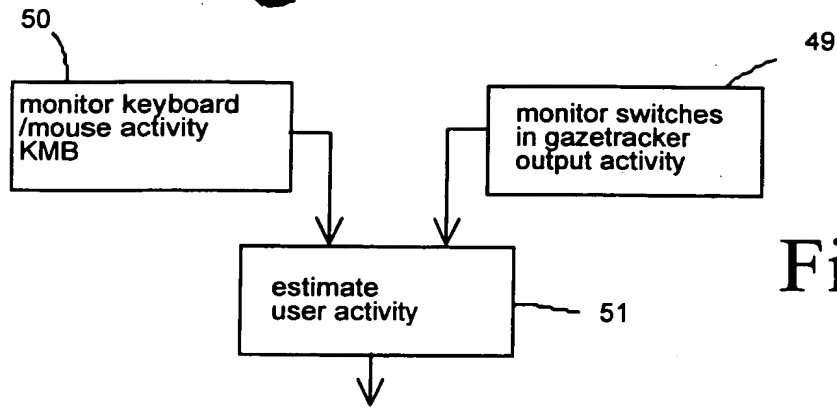 50
49
monitor keyboard
/mouse activity
KMB
monitor switches
in gazetracker
output activity
estimate
user activity
51